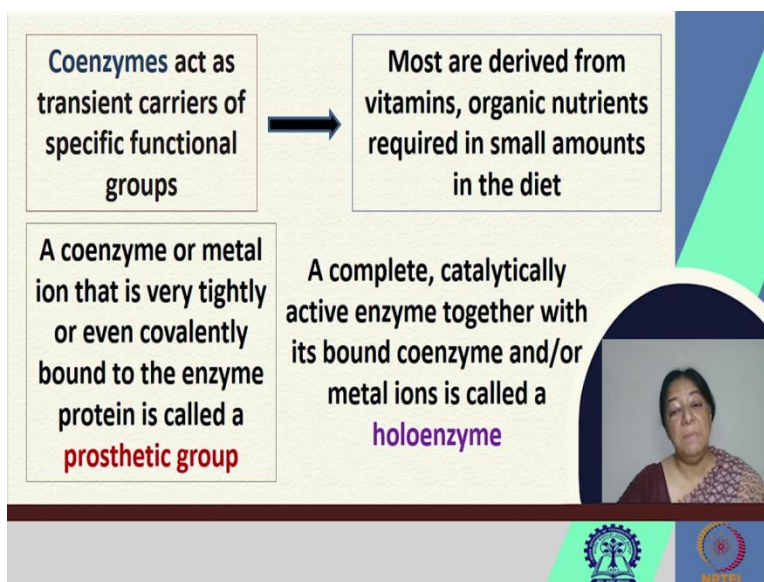 Coenzymes act as
transient carriers of
specific functional
groups
Most are derived from
vitamins, organic nutrients
required in small amounts
in the diet
A coenzyme or metal
ion that is very tightly
or even covalently
bound to the enzyme
protein is called a
prosthetic group
A complete, catalytically
active enzyme together with
its bound coenzyme and/or
metal ions is called a
holoenzyme
NPTEL